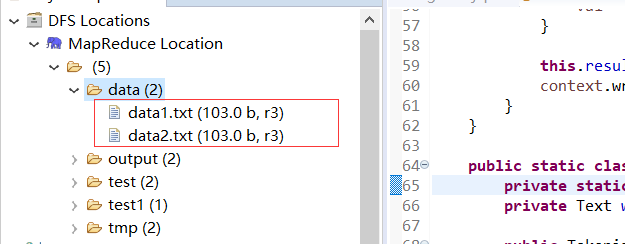 DFS Locations
MapReduce Location
(5)
data (2)
data1.txt (103.0 b, r3)
data2.txt (103.0 b, r3)
output (2)
test (2)
test1 (1)
tmp (2)
57 }
58
59 this.resul
60 context.wr
61 }
62 }
63
64 public static clas
65 private stati
66 private Text w
67